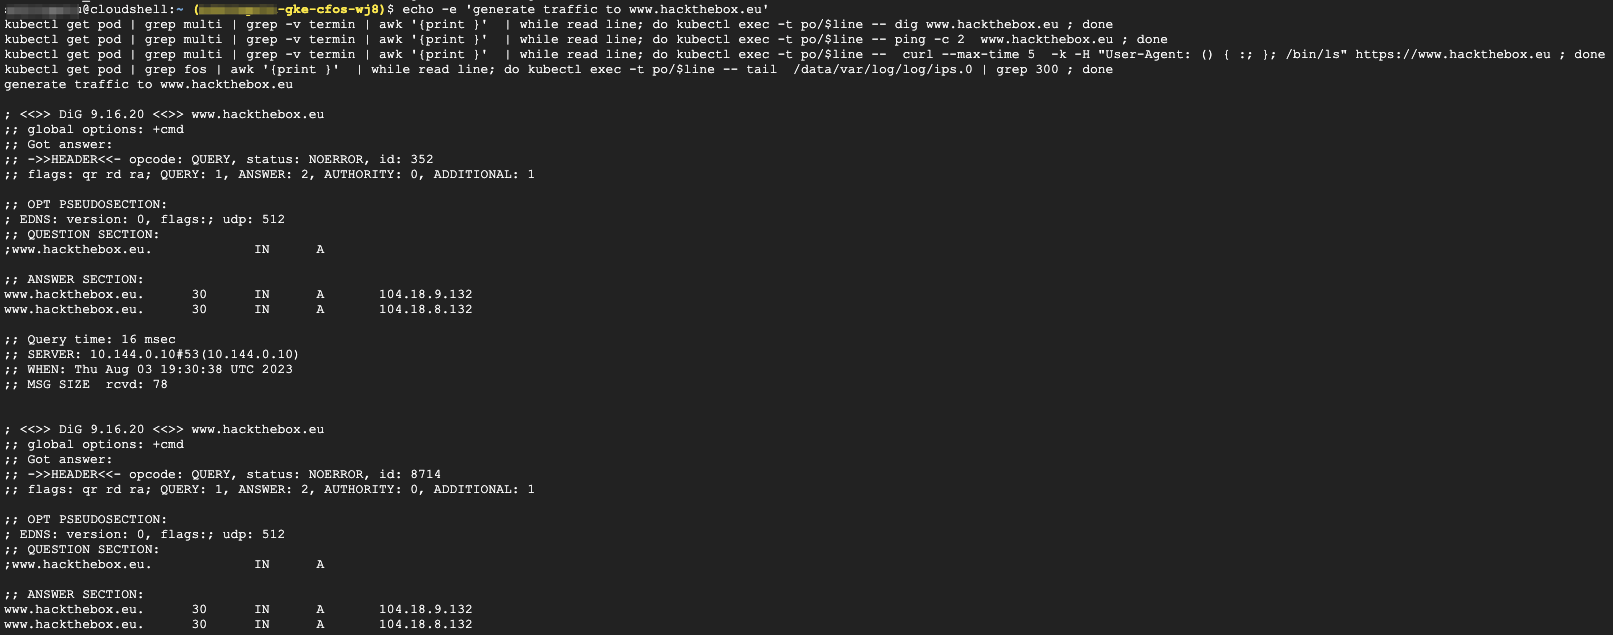 @cloudshell:~ (-gke-cfos-wj8)$ echo -e 'generate traffic to www.hackthebox.eu'
kubectl get pod | grep multi | grep -v termin | awk '{print }'  | while read line; do kubectl exec -t po/$line -- dig www.hackthebox.eu ; done
kubectl get pod | grep multi | grep -v termin | awk '{print }'  | while read line; do kubectl exec -t po/$line -- ping -c 2  www.hackthebox.eu ; done
kubectl get pod | grep multi | grep -v termin | awk '{print }'  | while read line; do kubectl exec -t po/$line --  curl --max-time 5  -k -H "User-Agent: () { :; }; /bin/ls" https://www.hackthebox.eu ; done
kubectl get pod | grep fos | awk '{print }'  | while read line; do kubectl exec -t po/$line -- tail  /data/var/log/log/ips.0 | grep 300 ; done
generate traffic to www.hackthebox.eu

; <<>> DiG 9.16.20 <<>> www.hackthebox.eu
;; global options: +cmd
;; Got answer:
;; ->>HEADER<<- opcode: QUERY, status: NOERROR, id: 352
;; flags: qr rd ra; QUERY: 1, ANSWER: 2, AUTHORITY: 0, ADDITIONAL: 1

;; OPT PSEUDOSECTION:
; EDNS: version: 0, flags:; udp: 512
;; QUESTION SECTION:
;www.hackthebox.eu.             IN      A

;; ANSWER SECTION:
www.hackthebox.eu.      30      IN      A       104.18.9.132
www.hackthebox.eu.      30      IN      A       104.18.8.132

;; Query time: 16 msec
;; SERVER: 10.144.0.10#53(10.144.0.10)
;; WHEN: Thu Aug 03 19:30:38 UTC 2023
;; MSG SIZE  rcvd: 78

; <<>> DiG 9.16.20 <<>> www.hackthebox.eu
;; global options: +cmd
;; Got answer:
;; ->>HEADER<<- opcode: QUERY, status: NOERROR, id: 8714
;; flags: qr rd ra; QUERY: 1, ANSWER: 2, AUTHORITY: 0, ADDITIONAL: 1

;; OPT PSEUDOSECTION:
; EDNS: version: 0, flags:; udp: 512
;; QUESTION SECTION:
;www.hackthebox.eu.             IN      A

;; ANSWER SECTION:
www.hackthebox.eu.      30      IN      A       104.18.9.132
www.hackthebox.eu.      30      IN      A       104.18.8.132